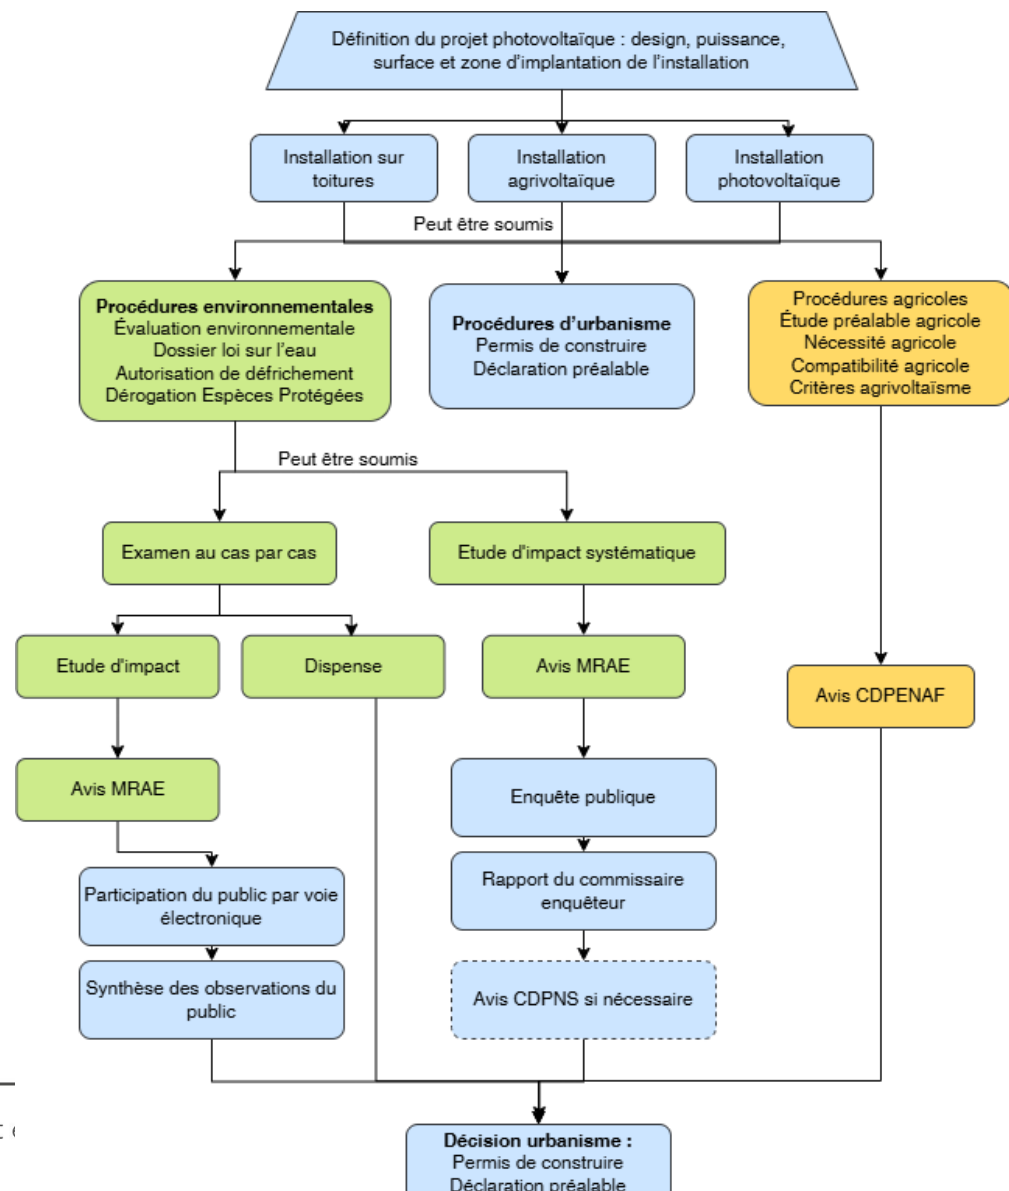 Définition du projet photovoltaïque : design, puissance,
surface et zone d'implantation de l'installation
Installation sur
toitures
Installation
agrivoltaïque
Installation
photovoltaïque
Peut être soumis
Procédures environnementales
Évaluation environnementale
Dossier loi sur l'eau
Autorisation de défrichement
Dérogation Espèces Protégées
Procédures d'urbanisme
Permis de construire
Déclaration préalable
Procédures agricoles
Étude préalable agricole
Nécessité agricole
Compatibilité agricole
Critères agrivoltaïsme
Peut être soumis
Examen au cas par cas
Etude d'impact systématique
Etude d'impact
Dispense
Avis MRAE
Avis CDPENAF
Avis MRAE
Enquête publique
Participation du public par voie
électronique
Rapport du commissaire
enquêteur
Synthèse des observations du
public
Avis CDPNS si nécessaire
Décision urbanisme :
Permis de construire
Déclaration préalable